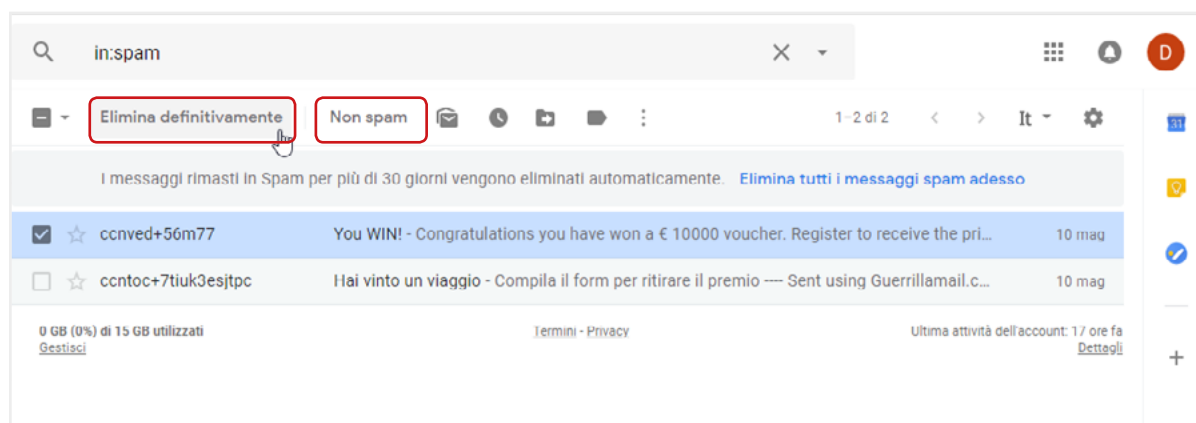 in:spam
D
Elimina definitivamente Non spam 1–2 di 2 It
31
I messaggi rimasti in Spam per più di 30 giorni vengono eliminati automaticamente. Elimina tutti i messaggi spam adesso
ccnved+56m77 You WIN! - Congratulations you have won a € 10000 voucher. Register to receive the pri... 10 mag
ccntoc+7tiuk3esjtpc Hai vinto un viaggio - Compila il form per ritirare il premio ---- Sent using Guerrillamail.c... 10 mag
0 GB (0%) di 15 GB utilizzati Termini - Privacy Ultima attività dell'account: 17 ore fa
Gestisci Dettagli